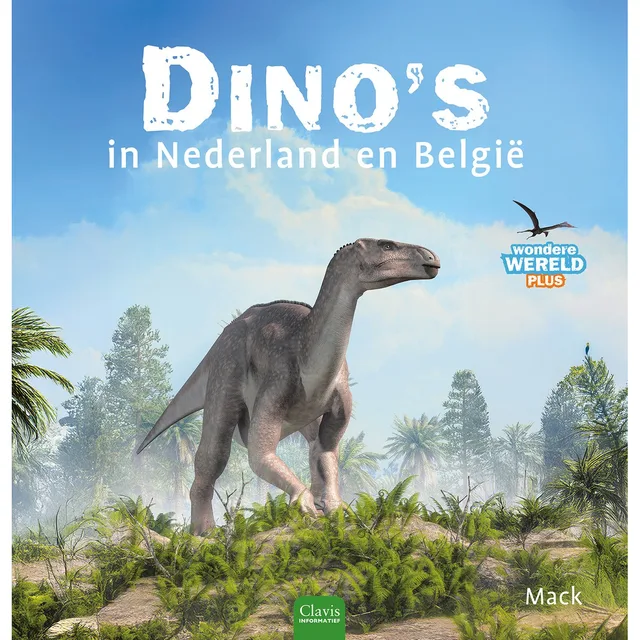 DINO'S
in Nederland en België
wondere
WERELD
PLUS
Mack
Clavis
INFORMATIEF